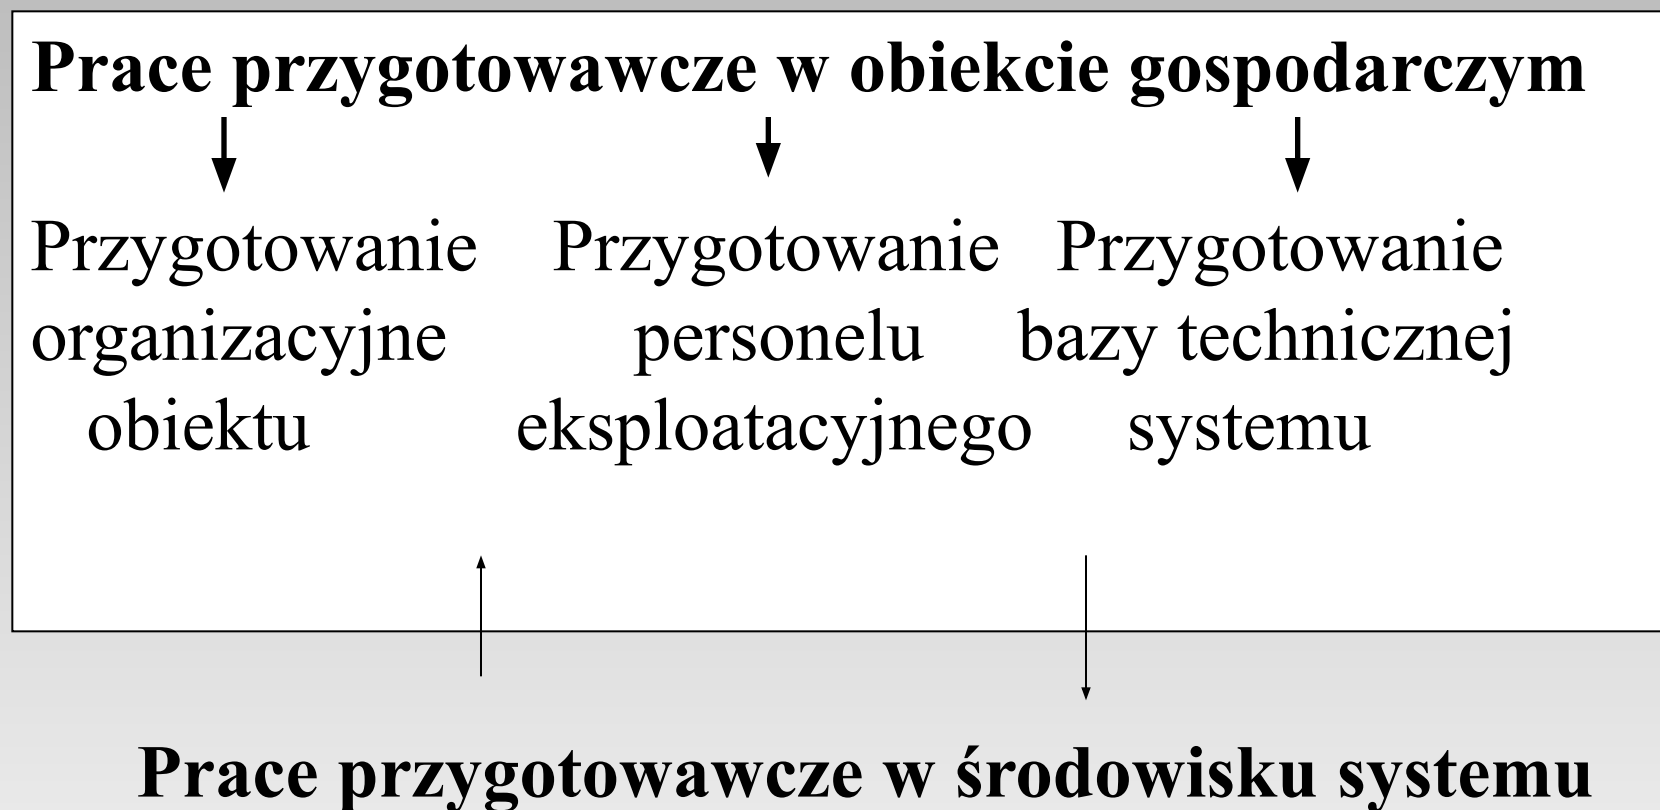 Prace przygotowawcze w obiekcie gospodarczym
Przygotowanie Przygotowanie Przygotowanie
organizacyjne personelu bazy technicznej
obiektu eksploatacyjnego systemu
Prace przygotowawcze w środowisku systemu